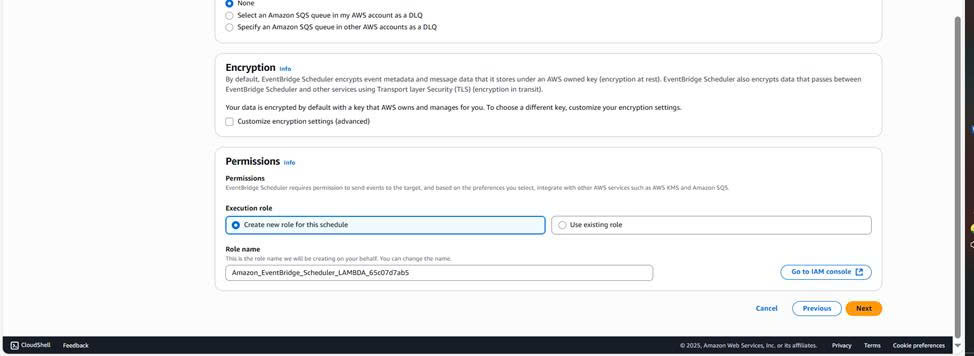 None
Select an Amazon SQS queue in my AWS account as a DLQ
Specify an Amazon SQS queue in other AWS accounts as a DLQ
Encryption Info
By default, EventBridge Scheduler encrypts event metadata and message data that it stores under an AWS owned key (encryption at rest). EventBridge Scheduler also encrypts data that passes between
EventBridge Scheduler and other services using Transport layer Security (TLS) (encryption in transit).
Your data is encrypted by default with a key that AWS owns and manages for you. To choose a different key, customize your encryption settings.
Customize encryption settings (advanced)
Permissions Info
Permissions
EventBridge Scheduler requires permission to send events to the target, and based on the preferences you select, integrate with other AWS services such as AWS KMS and Amazon SQS.
Execution role
Create new role for this schedule
Use existing role
Role name
This is the role name we will be creating on your behalf. You can change the name.
Amazon_EventBridge_Scheduler_LAMBDA_65c07d7ab5
Go to IAM console
Cancel
Previous
Next
CloudShell
Feedback
© 2025, Amazon Web Services, Inc. or its affiliates.
Privacy
Terms
Cookie preferences